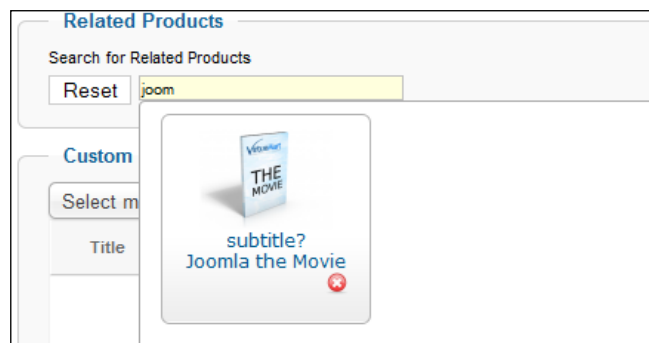 Related Products
Search for Related Products
Reset joom
VirtueMart
THE
MOVIE
Custom
Select m
subtitle?
Title
Joomla the Movie